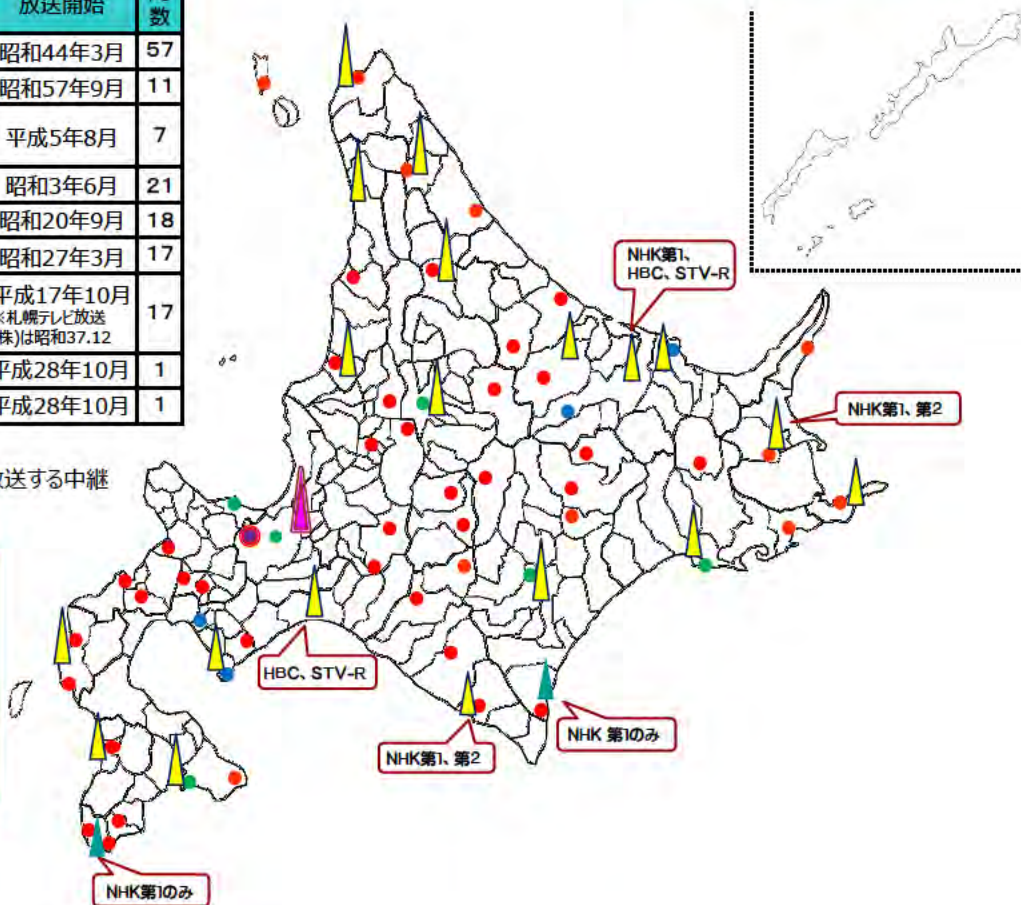 放送開始
数
昭和44年3月 57
昭和57年9月 11
平成5年8月 7
昭和3年6月 21
昭和20年9月 18
昭和27年3月 17
平成17年10月 17
※札幌テレビ放送
(株)は昭和37.12
平成28年10月 1
平成28年10月 1
放送する中継
NHK第1、
HBC、STV-R
NHK第1、第2
HBC、STV-R
NHK第1、第2
NHK 第1のみ
NHK第1のみ